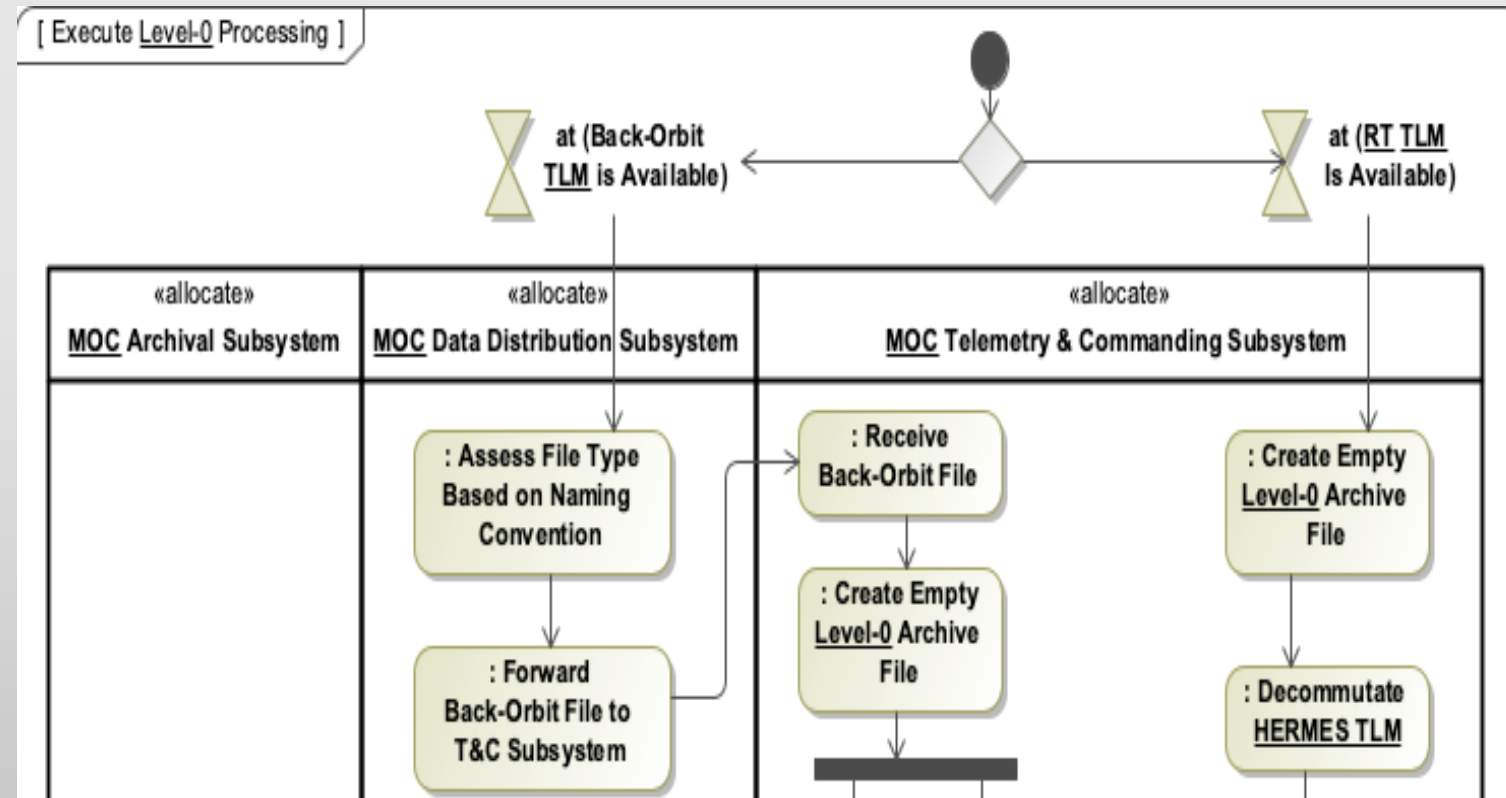 [ Execute Level-0 Processing ]
at (Back-Orbit
TLM is Available)
at (RT TLM
Is Available)
«allocate»
MOC Archival Subsystem
«allocate»
MOC Data Distribution Subsystem
«allocate»
MOC Telemetry & Commanding Subsystem
: Assess File Type
Based on Naming
Convention
: Forward
Back-Orbit File to
T&C Subsystem
: Receive
Back-Orbit File
: Create Empty
Level-0 Archive
File
: Create Empty
Level-0 Archive
File
: Decommutate
HERMES TLM